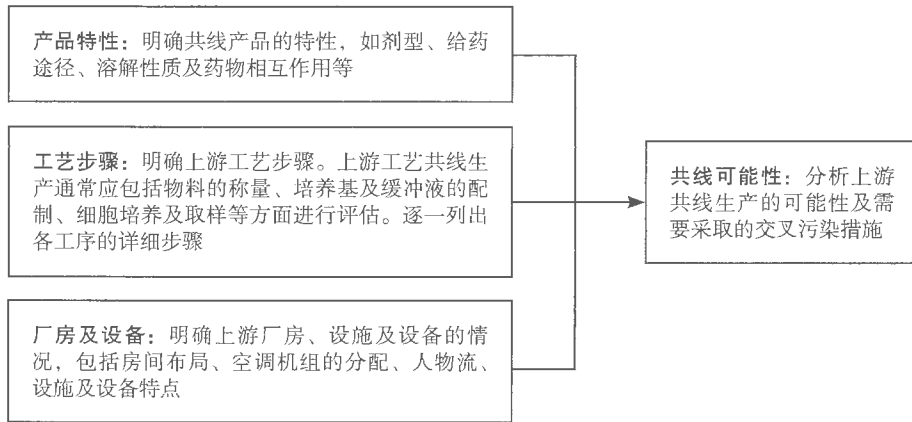 产品特性：明确共线产品的特性，如剂型、给药
途径、溶解性质及药物相互作用等
工艺步骤：明确上游工艺步骤。上游工艺共线生
产通常应包括物料的称量、培养基及缓冲液的配
制、细胞培养及取样等方面进行评估。逐一列出
各工序的详细步骤
厂房及设备：明确上游厂房、设施及设备的情
况，包括房间布局、空调机组的分配、人物流、
设施及设备特点
共线可能性：分析上游
共线生产的可能性及需
要采取的交叉污染措施